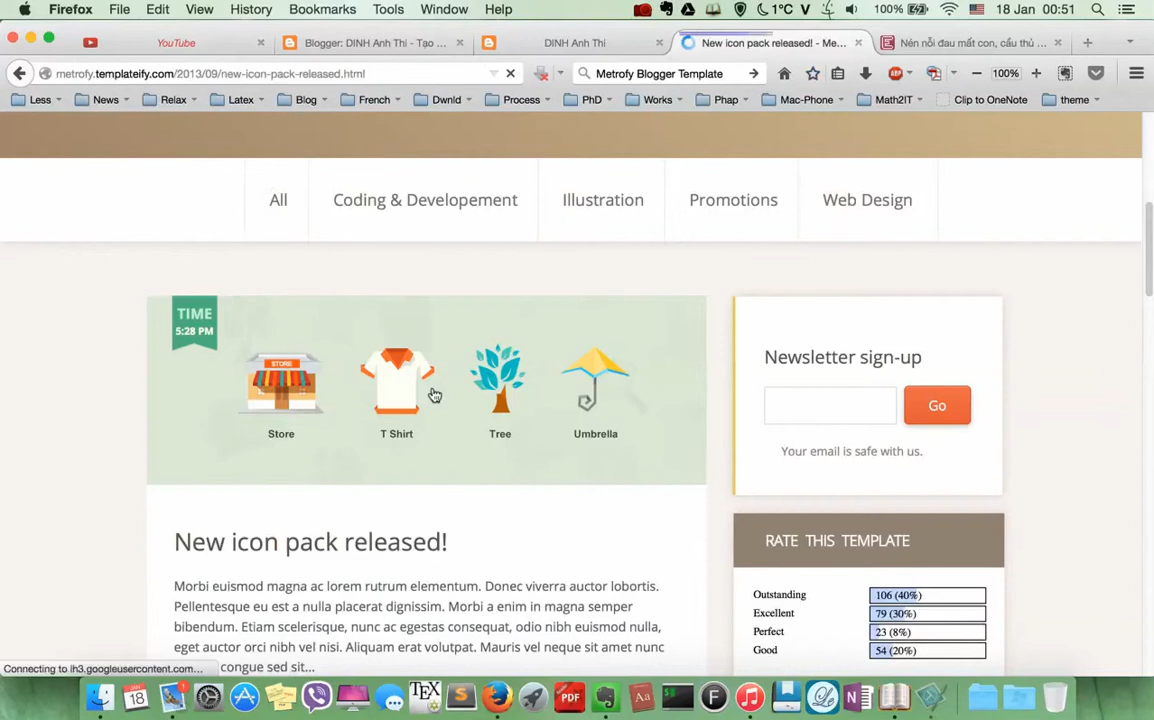 Firefox File Edit View History Bookmarks Tools Window Help 1°C V 100% 18 Jan 00:51
YouTube Blogger: DINH Anh Thi - Tạo ... DINH Anh Thi New icon pack released! - Me... Nén nỗi đau mất con, cầu thủ ...
metrofy.templateify.com/2013/09/new-icon-pack-released.html Metrofy Blogger Template ABP 100%
Less News Relax Latex Blog French Dwnld Process PhD Works Phap Mac-Phone Math2IT Clip to OneNote theme
All Coding & Developement Illustration Promotions Web Design
TIME
5:28 PM
STORE
Store T Shirt Tree Umbrella
Newsletter sign-up
Go
Your email is safe with us.
New icon pack released!
Morbi euismod magna ac lorem rutrum elementum. Donec viverra auctor lobortis.
Pellentesque eu est a nulla placerat dignissim. Morbi a enim in magna semper
bibendum. Etiam scelerisque, nunc ac egestas consequat, odio nibh euismod nulla,
eget auctor orci nibh vel nisi. Aliquam erat volutpat. Mauris vel neque sit amet nunc
congue sed sit...
RATE THIS TEMPLATE
Outstanding 106 (40%)
Excellent 79 (30%)
Perfect 23 (8%)
Good 54 (20%)
Connecting to lh3.googleusercontent.com...
18 1 TEX S PDF Aa F N